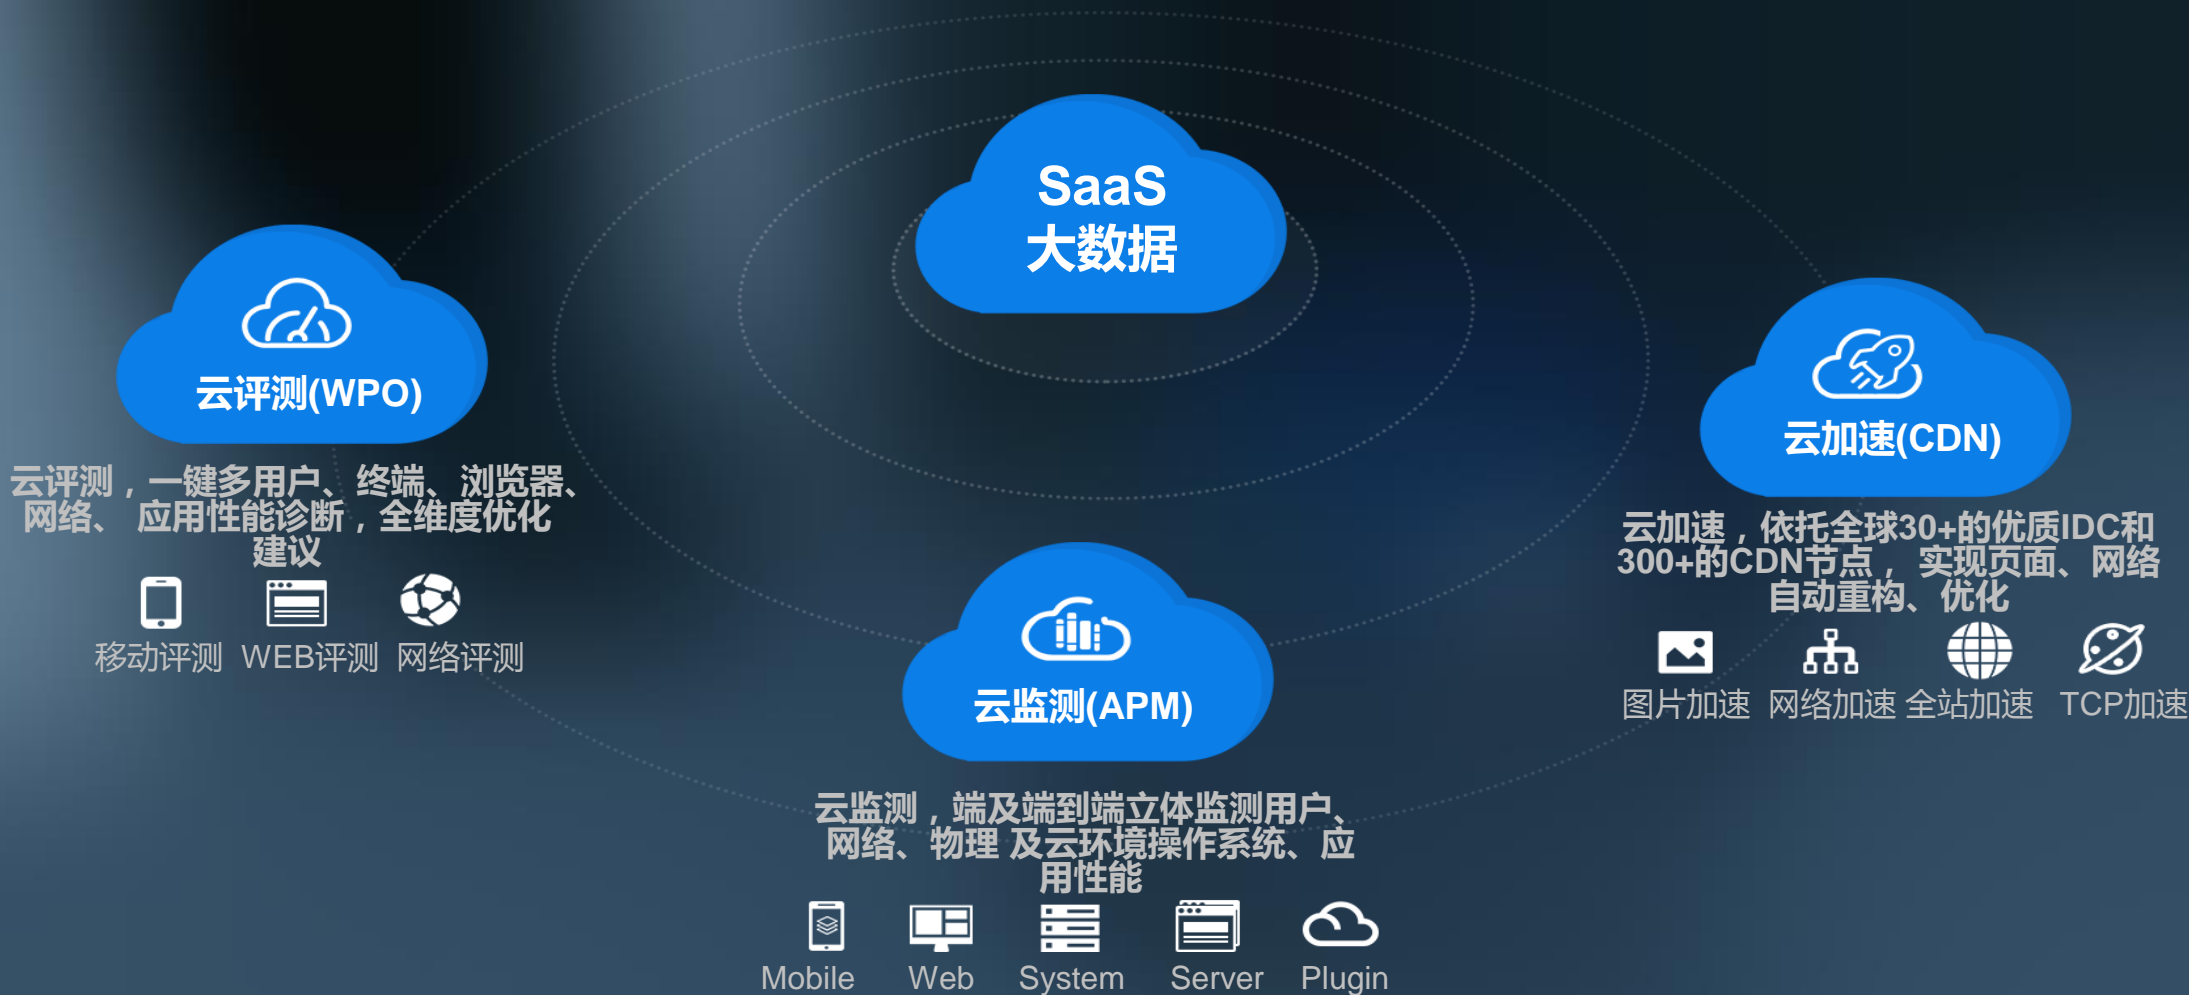 SaaS
大数据
云评测(WPO)
云评测，一键多用户、终端、浏览器、
网络、 应用性能诊断，全维度优化
建议
移动评测 WEB评测 网络评测
云监测(APM)
云监测，端及端到端立体监测用户、
网络、物理 及云环境操作系统、应
用性能
Mobile Web System Server Plugin
云加速(CDN)
云加速，依托全球30+的优质IDC和
300+的CDN节点， 实现页面、网络
自动重构、优化
图片加速 网络加速 全站加速 TCP加速